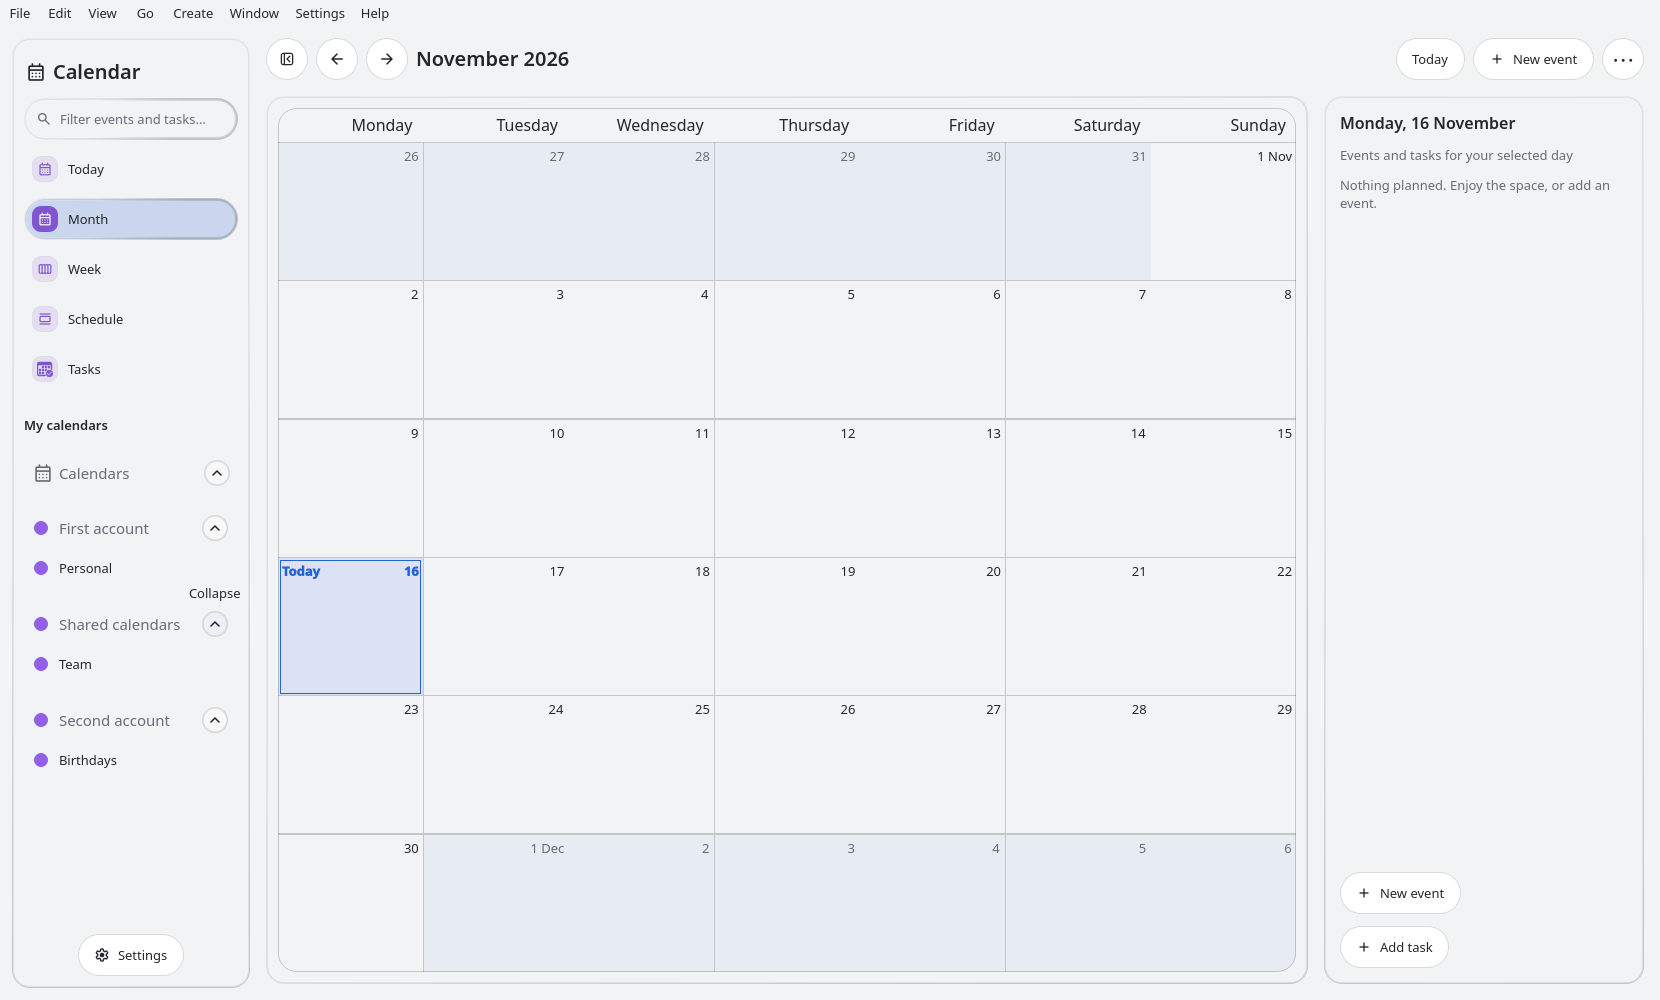 File Edit View Go Create Window Settings Help
Calendar
Filter events and tasks...
Today
Month
Week
Schedule
Tasks
My calendars
Calendars
First account
Personal
Collapse
Shared calendars
Team
Second account
Birthdays
Settings
November 2026
Today
New event
Monday Tuesday Wednesday Thursday Friday Saturday Sunday
26 27 28 29 30 31 1 Nov
2 3 4 5 6 7 8
9 10 11 12 13 14 15
Today 16 17 18 19 20 21 22
23 24 25 26 27 28 29
30 1 Dec 2 3 4 5 6
Monday, 16 November
Events and tasks for your selected day
Nothing planned. Enjoy the space, or add an
event.
New event
Add task